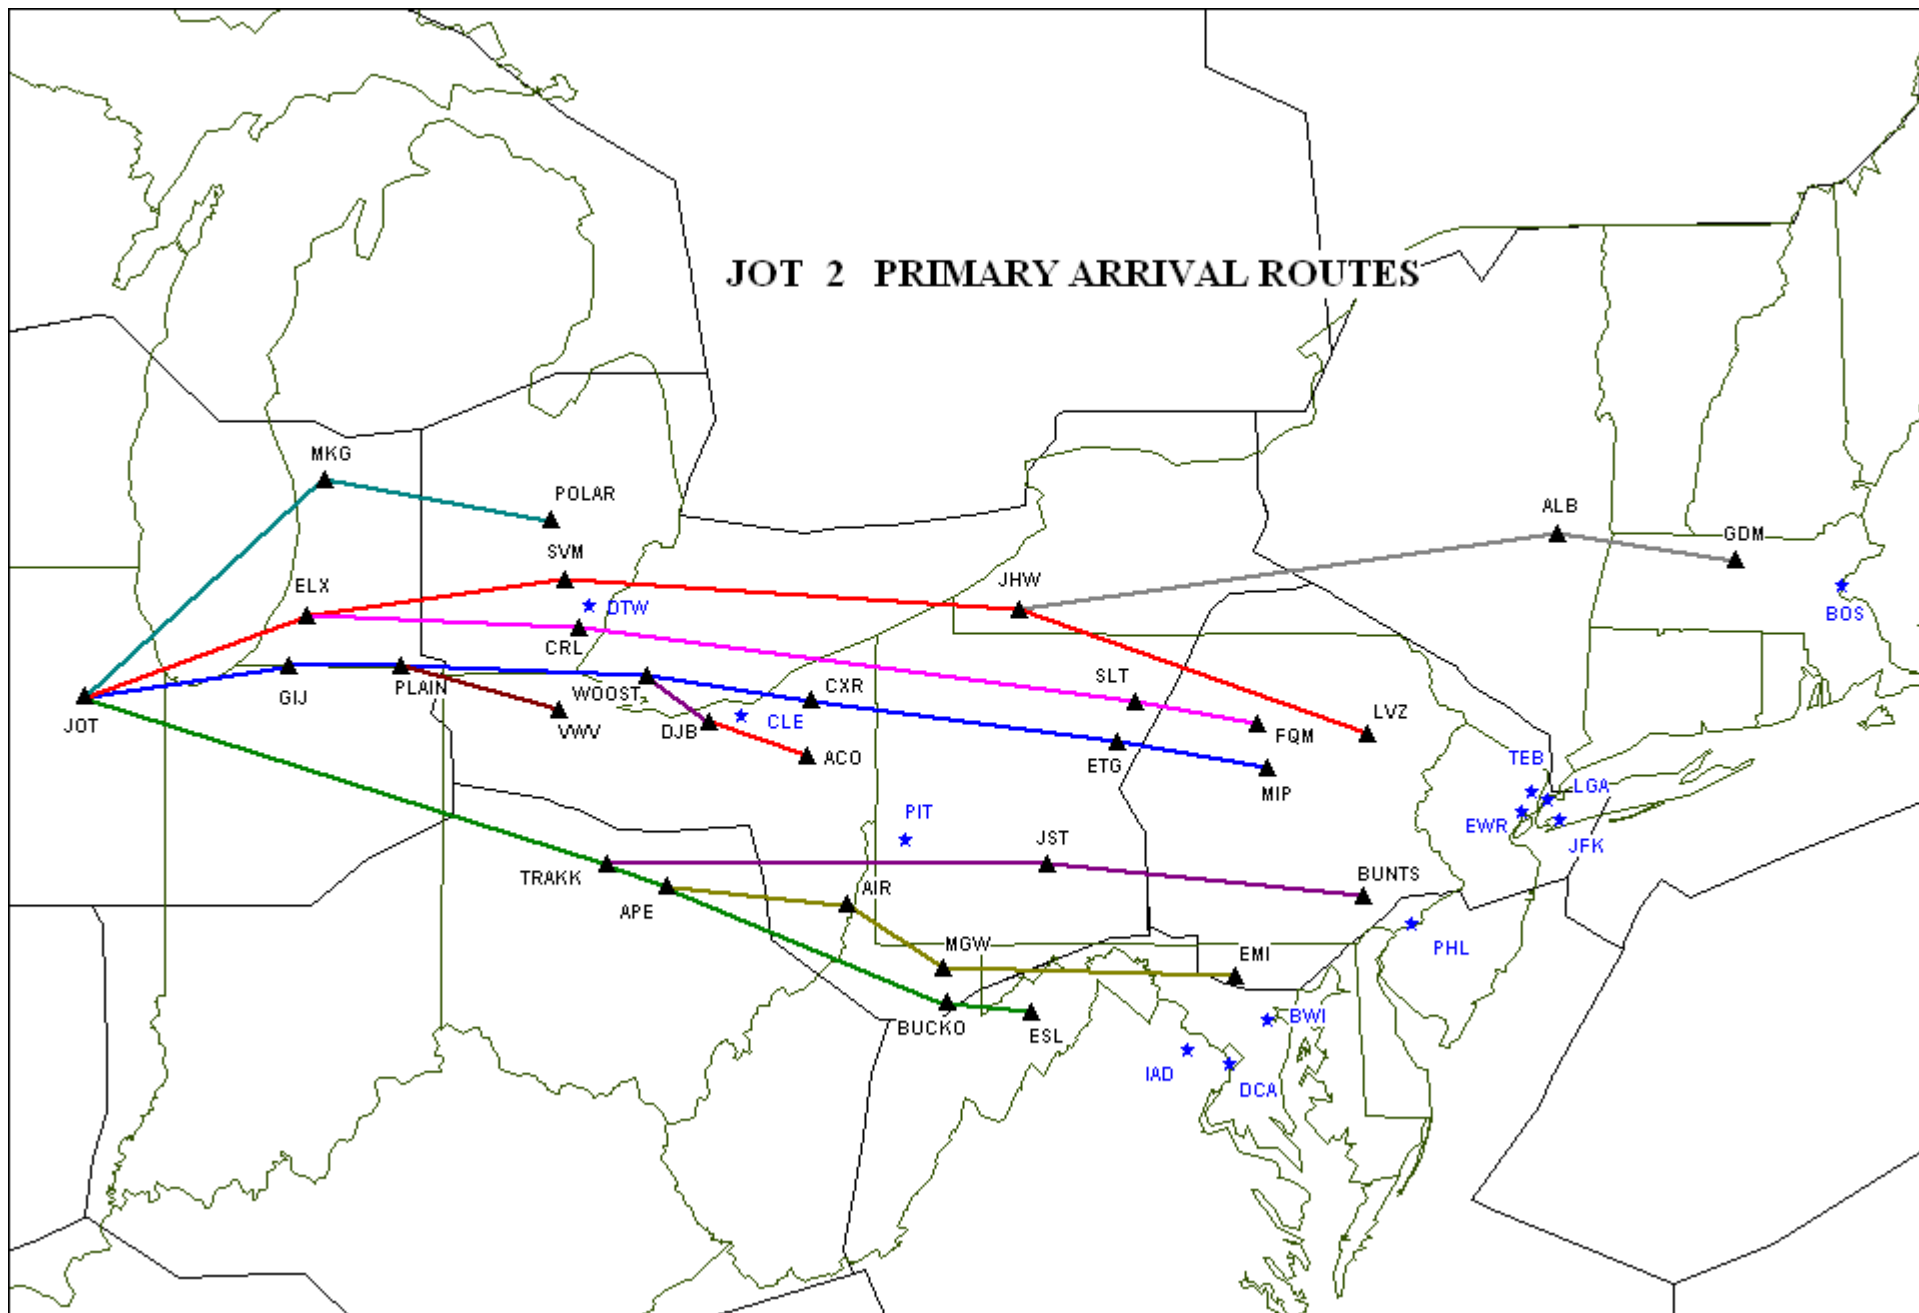 JOT 2 PRIMARY ARRIVAL ROUTES
MKG
POLAR
ALB
GDM
SVM
ELX
DTW
JHW
BOS
CRL
GIJ
PLAIN
WOOST
CXR
SLT
JOT
VWV
DJB
CLE
LVZ
FQM
ACO
ETG
TEB
LGA
MIP
PIT
EWR
JFK
JST
TRAKK
AIR
BUNTS
APE
MGW
EMI
PHL
BUCKO
ESL
BWI
IAD
DCA